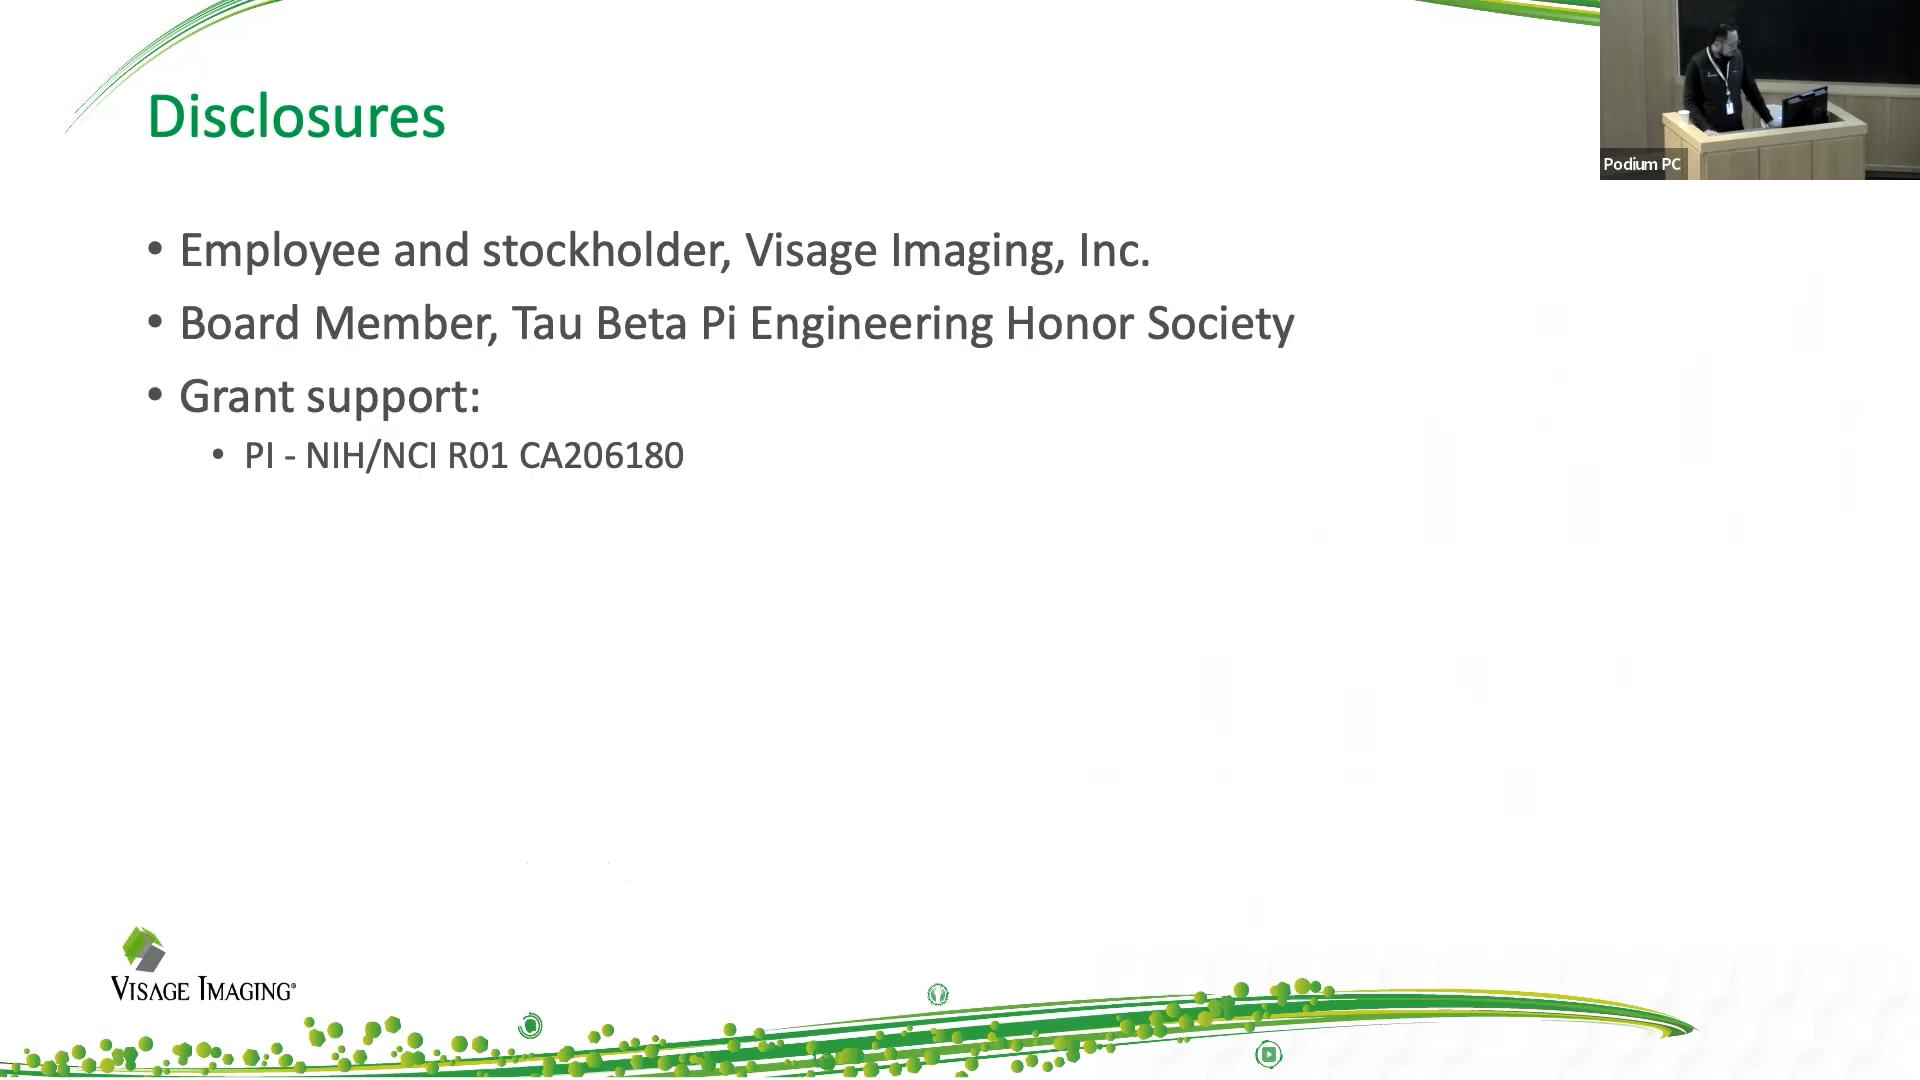 Disclosures
Podium PC
• Employee and stockholder, Visage Imaging, Inc.
• Board Member, Tau Beta Pi Engineering Honor Society
• Grant support:
• PI - NIH/NCI R01 CA206180
VISAGE IMAGING®